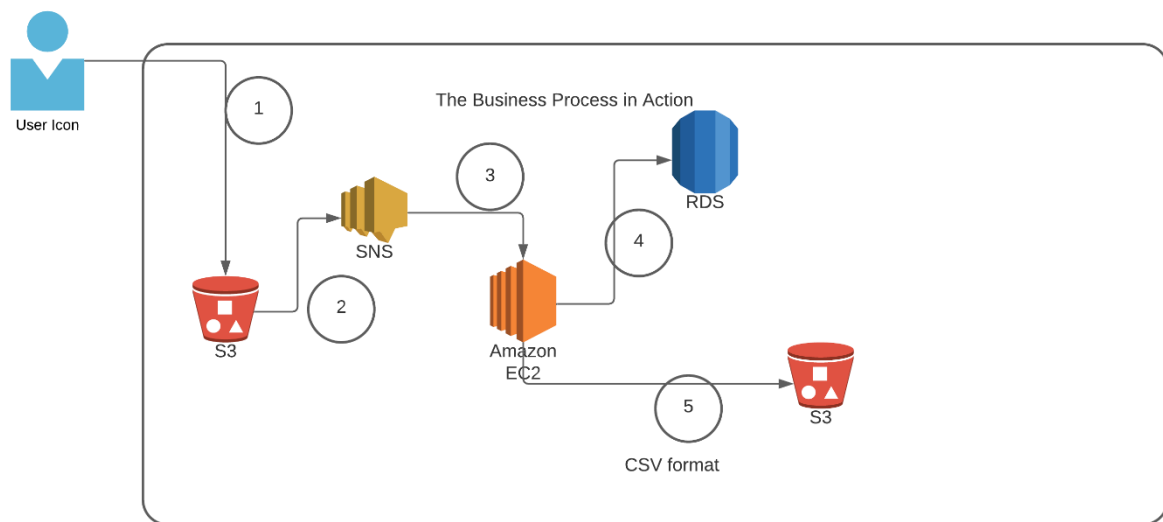 User Icon
1
The Business Process in Action
3
RDS
SNS
4
2
S3
Amazon
EC2
5
S3
CSV format